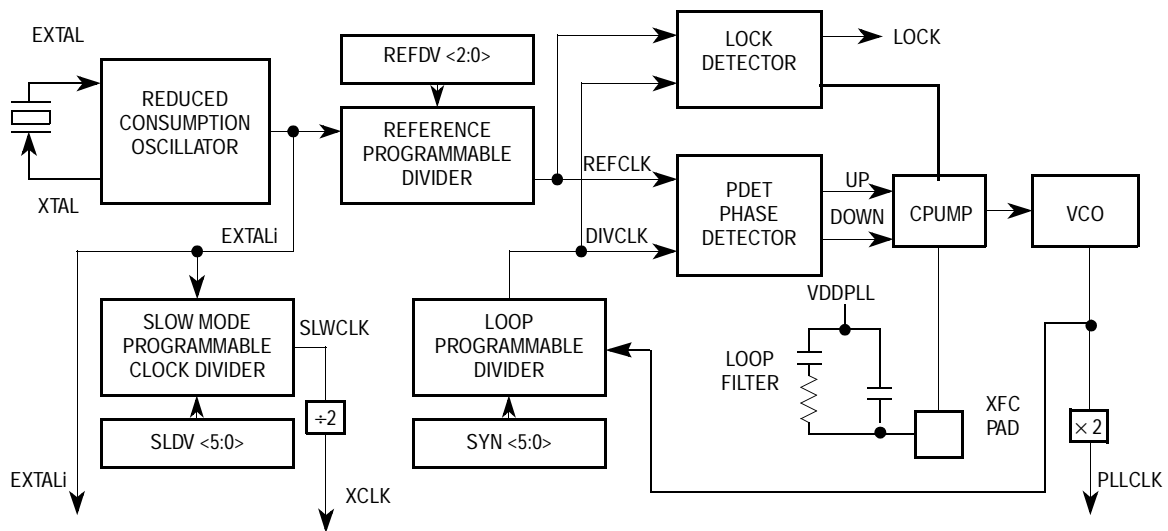 EXTAL
REDUCED
CONSUMPTION
OSCILLATOR
XTAL
REFDV <2:0>
REFERENCE
PROGRAMMABLE
DIVIDER
LOCK
DETECTOR
LOCK
REFCLK
DIVCLK
PDET
PHASE
DETECTOR
UP
DOWN
CPUMP
VCO
EXTALi
SLOW MODE
PROGRAMMABLE
CLOCK DIVIDER
SLWCLK
÷2
SLDV <5:0>
EXTALi
XCLK
LOOP
PROGRAMMABLE
DIVIDER
SYN <5:0>
VDDPLL
LOOP
FILTER
XFC
PAD
× 2
PLLCLK